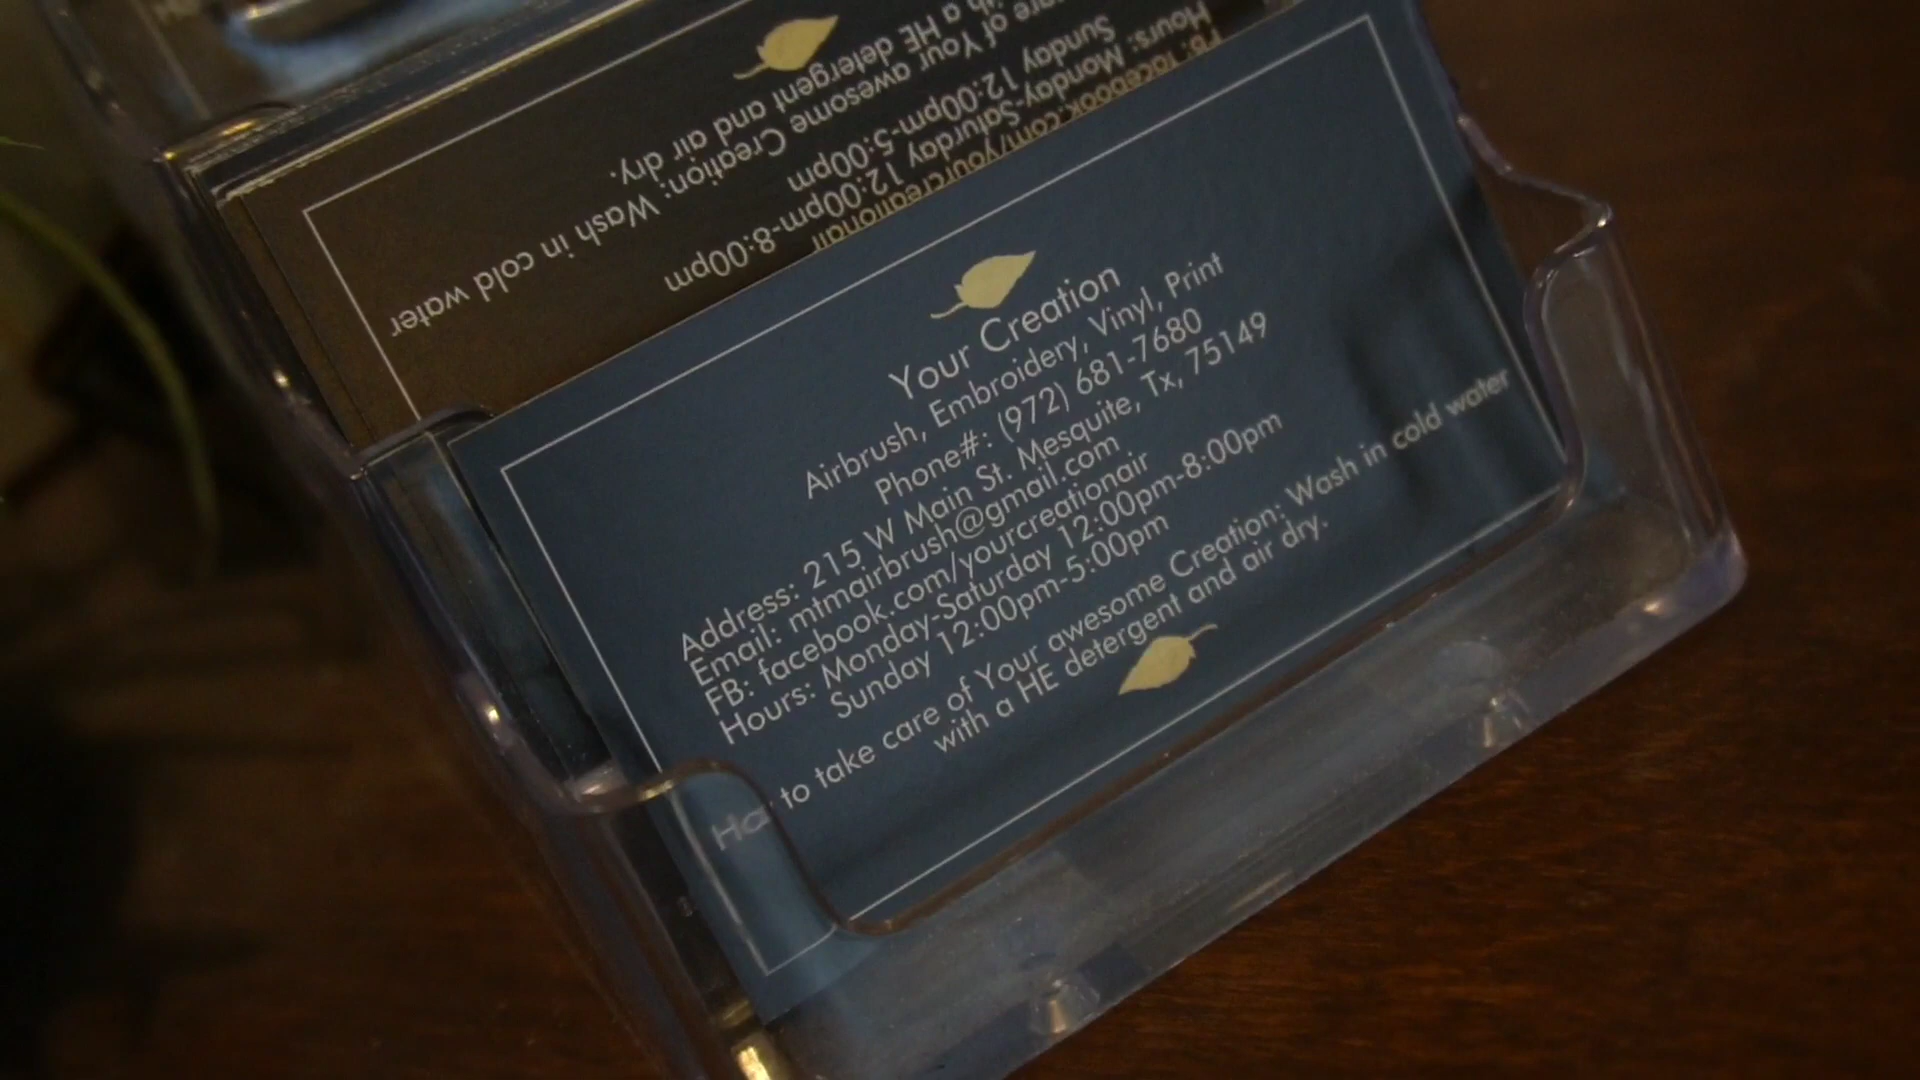 Your Creation
Airbrush, Embroidery, Vinyl, Print
Phone#: (972) 681-7680
Address: 215 W Main St. Mesquite, Tx, 75149
Email: mtmairbrush@gmail.com
FB: facebook.com/yourcreationair
Hours: Monday-Saturday 12:00pm-8:00pm
Sunday 12:00pm-5:00pm
to take care of Your awesome Creation: Wash in cold water
with a HE detergent and air dry.
facebook.com/yourcreationair
Hours: Monday-Saturday 12:00pm-8:00pm
Sunday 12:00pm-5:00pm
of Your awesome Creation: Wash in cold water
a HE detergent and air dry.